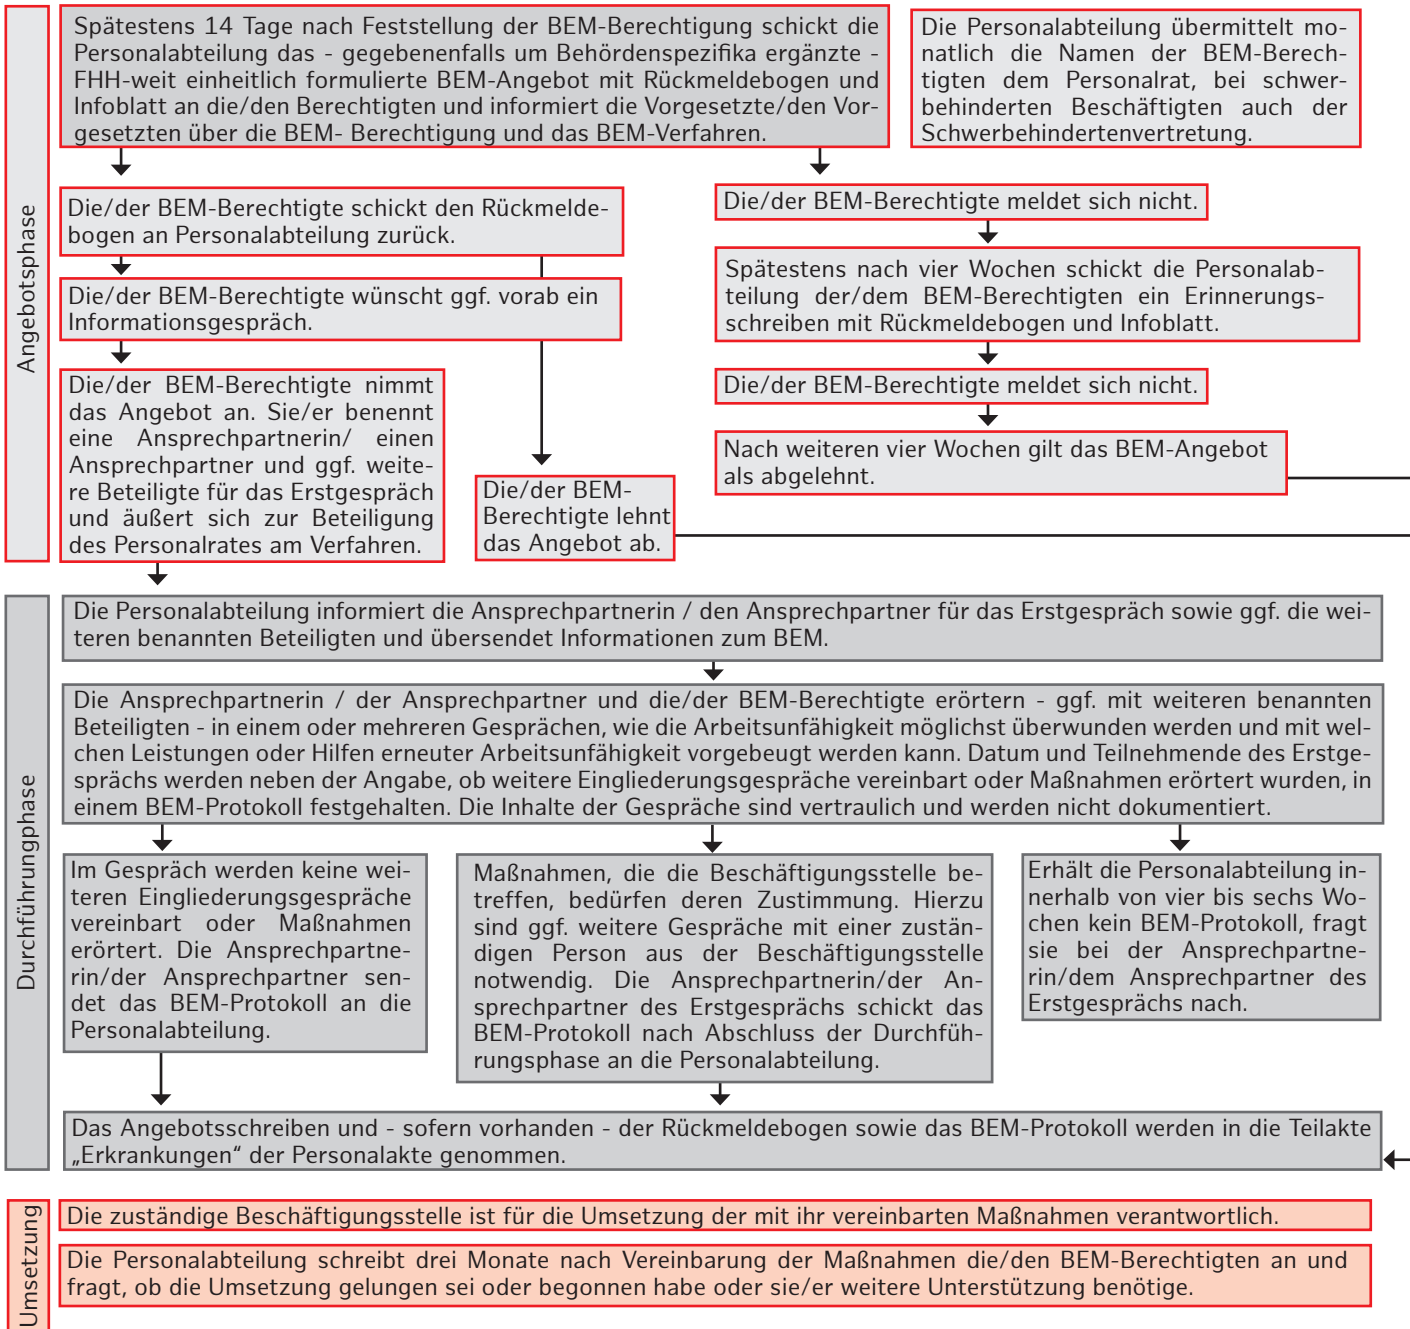 Angebotsphase
Spätestens 14 Tage nach Feststellung der BEM-Berechtigung schickt die
Personalabteilung das - gegebenenfalls um Behördenspezifika ergänzte -
FHH-weit einheitlich formulierte BEM-Angebot mit Rückmeldebogen und
Infoblatt an die/den Berechtigten und informiert die Vorgesetzte/den Vor-
gesetzten über die BEM- Berechtigung und das BEM-Verfahren.
Die Personalabteilung übermittelt mo-
natlich die Namen der BEM-Berech-
tigten dem Personalrat, bei schwer-
behinderten Beschäftigten auch der
Schwerbehindertenvertretung.
Die/der BEM-Berechtigte schickt den Rückmelde-
bogen an Personalabteilung zurück.
Die/der BEM-Berechtigte wünscht ggf. vorab ein
Informationsgespräch.
Die/der BEM-Berechtigte nimmt
das Angebot an. Sie/er benennt
eine Ansprechpartnerin/ einen
Ansprechpartner und ggf. weite-
re Beteiligte für das Erstgespräch
und äußert sich zur Beteiligung
des Personalrates am Verfahren.
Die/der BEM-
Berechtigte lehnt
das Angebot ab.
Die/der BEM-Berechtigte meldet sich nicht.
Spätestens nach vier Wochen schickt die Personalab-
teilung der/dem BEM-Berechtigten ein Erinnerungs-
schreiben mit Rückmeldebogen und Infoblatt.
Die/der BEM-Berechtigte meldet sich nicht.
Nach weiteren vier Wochen gilt das BEM-Angebot
als abgelehnt.
Durchführungphase
Die Personalabteilung informiert die Ansprechpartnerin / den Ansprechpartner für das Erstgespräch sowie ggf. die wei-
teren benannten Beteiligten und übersendet Informationen zum BEM.
Die Ansprechpartnerin / der Ansprechpartner und die/der BEM-Berechtigte erörtern - ggf. mit weiteren benannten
Beteiligten - in einem oder mehreren Gesprächen, wie die Arbeitsunfähigkeit möglichst überwunden werden und mit wel-
chen Leistungen oder Hilfen erneuter Arbeitsunfähigkeit vorgebeugt werden kann. Datum und Teilnehmende des Erstge-
sprächs werden neben der Angabe, ob weitere Eingliederungsgespräche vereinbart oder Maßnahmen erörtert wurden, in
einem BEM-Protokoll festgehalten. Die Inhalte der Gespräche sind vertraulich und werden nicht dokumentiert.
Im Gespräch werden keine wei-
teren Eingliederungsgespräche
vereinbart oder Maßnahmen
erörtert. Die Ansprechpartne-
rin/der Ansprechpartner sen-
det das BEM-Protokoll an die
Personalabteilung.
Maßnahmen, die die Beschäftigungsstelle be-
treffen, bedürfen deren Zustimmung. Hierzu
sind ggf. weitere Gespräche mit einer zustän-
digen Person aus der Beschäftigungsstelle
notwendig. Die Ansprechpartnerin/der An-
sprechpartner des Erstgesprächs schickt das
BEM-Protokoll nach Abschluss der Durchfüh-
rungsphase an die Personalabteilung.
Erhält die Personalabteilung in-
nerhalb von vier bis sechs Wo-
chen kein BEM-Protokoll, fragt
sie bei der Ansprechpartne-
rin/dem Ansprechpartner des
Erstgesprächs nach.
Das Angebotsschreiben und - sofern vorhanden - der Rückmeldebogen sowie das BEM-Protokoll werden in die Teilakte
„Erkrankungen“ der Personalakte genommen.
Umsetzung
Die zuständige Beschäftigungsstelle ist für die Umsetzung der mit ihr vereinbarten Maßnahmen verantwortlich.
Die Personalabteilung schreibt drei Monate nach Vereinbarung der Maßnahmen die/den BEM-Berechtigten an und
fragt, ob die Umsetzung gelungen sei oder begonnen habe oder sie/er weitere Unterstützung benötige.